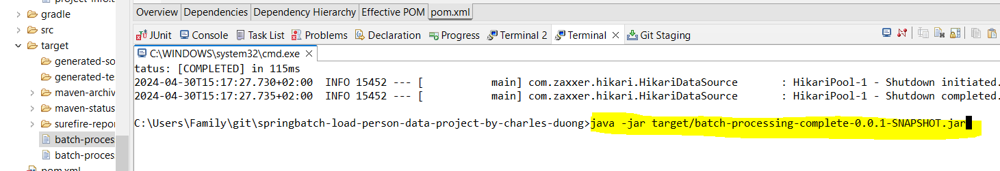 project-info.t
gradle
src
target
generated-so
generated-te
maven-archiv
maven-status
surefire-repor
batch-proces
batch-proces
pom.xml
Overview Dependencies Dependency Hierarchy Effective POM pom.xml
JUnit Console Task List Problems Declaration Progress Terminal 2 Terminal Git Staging
C:\WINDOWS\system32\cmd.exe
tatus: [COMPLETED] in 115ms
2024-04-30T15:17:27.730+02:00 INFO 15452 --- [ main] com.zaxxer.hikari.HikariDataSource : HikariPool-1 - Shutdown initiated.
2024-04-30T15:17:27.735+02:00 INFO 15452 --- [ main] com.zaxxer.hikari.HikariDataSource : HikariPool-1 - Shutdown completed.
C:\Users\Family\git\springbatch-load-person-data-project-by-charles-duong>java -jar target/batch-processing-complete-0.0.1-SNAPSHOT.jar